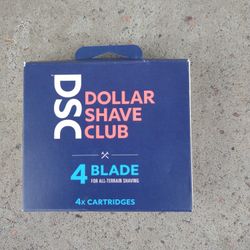 DSC
DOLLAR
SHAVE
CLUB
4 BLADE
FOR ALL-TERRAIN SHAVING
4x CARTRIDGES